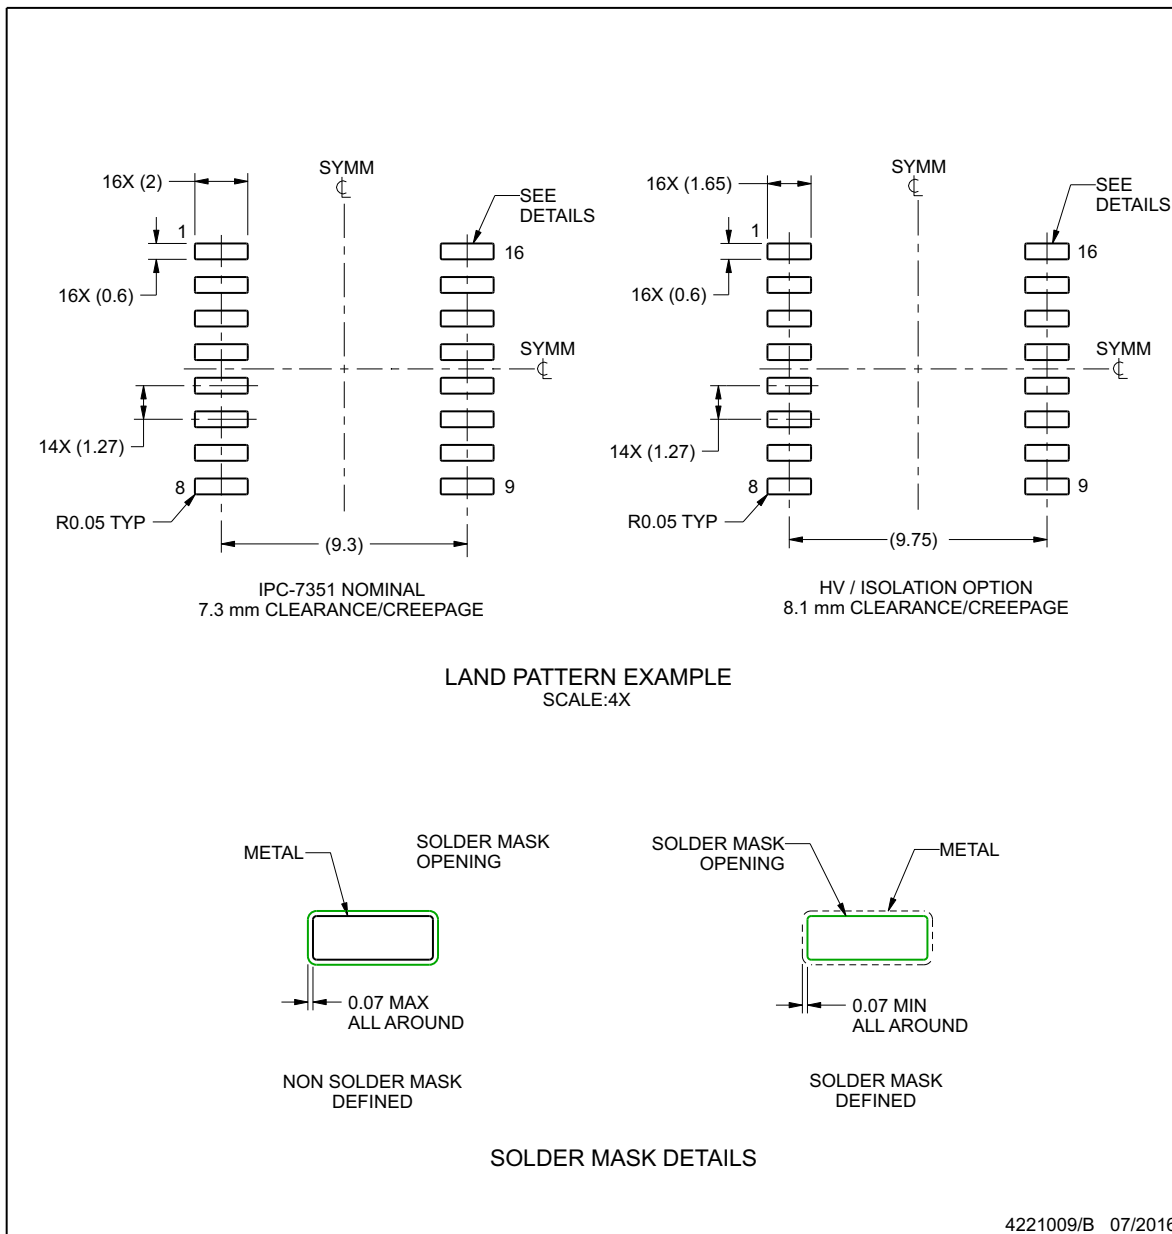 SYMM
℄
16X (2)
SEE
DETAILS
1
16
16X (0.6)
SYMM
℄
14X (1.27)
8
9
R0.05 TYP
(9.3)
IPC-7351 NOMINAL
7.3 mm CLEARANCE/CREEPAGE
SYMM
℄
16X (1.65)
SEE
DETAILS
1
16
16X (0.6)
SYMM
℄
14X (1.27)
8
9
R0.05 TYP
(9.75)
HV / ISOLATION OPTION
8.1 mm CLEARANCE/CREEPAGE
LAND PATTERN EXAMPLE
SCALE:4X
METAL
SOLDER MASK
OPENING
0.07 MAX
ALL AROUND
NON SOLDER MASK
DEFINED
SOLDER MASK
OPENING
METAL
0.07 MIN
ALL AROUND
SOLDER MASK
DEFINED
SOLDER MASK DETAILS
4221009/B 07/2016